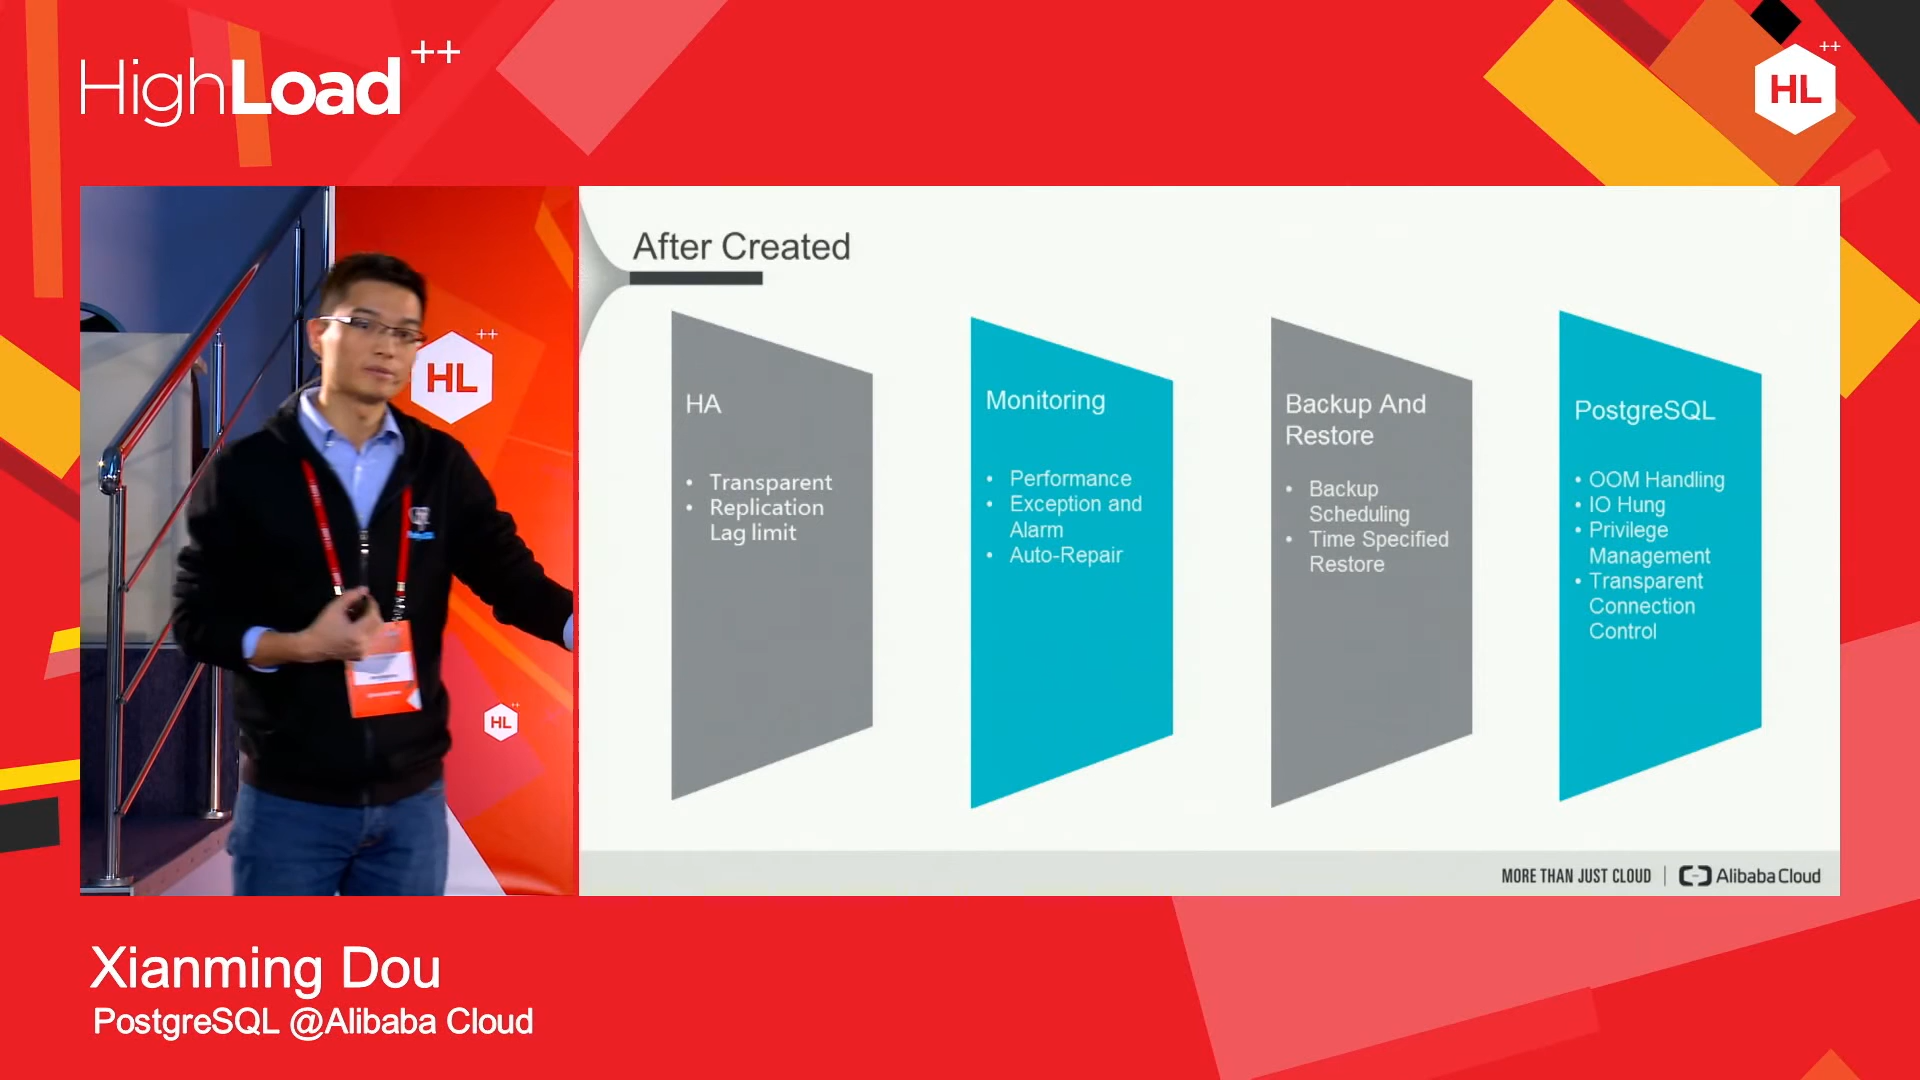 HighLoad++
HL++
HL++
HL
After Created
HA
• Transparent
• Replication
Lag limit
Monitoring
• Performance
• Exception and
Alarm
• Auto-Repair
Backup And
Restore
• Backup
Scheduling
• Time Specified
Restore
PostgreSQL
• OOM Handling
• IO Hung
• Privilege
Management
• Transparent
Connection
Control
MORE THAN JUST CLOUD | Alibaba Cloud
Xianming Dou
PostgreSQL @Alibaba Cloud